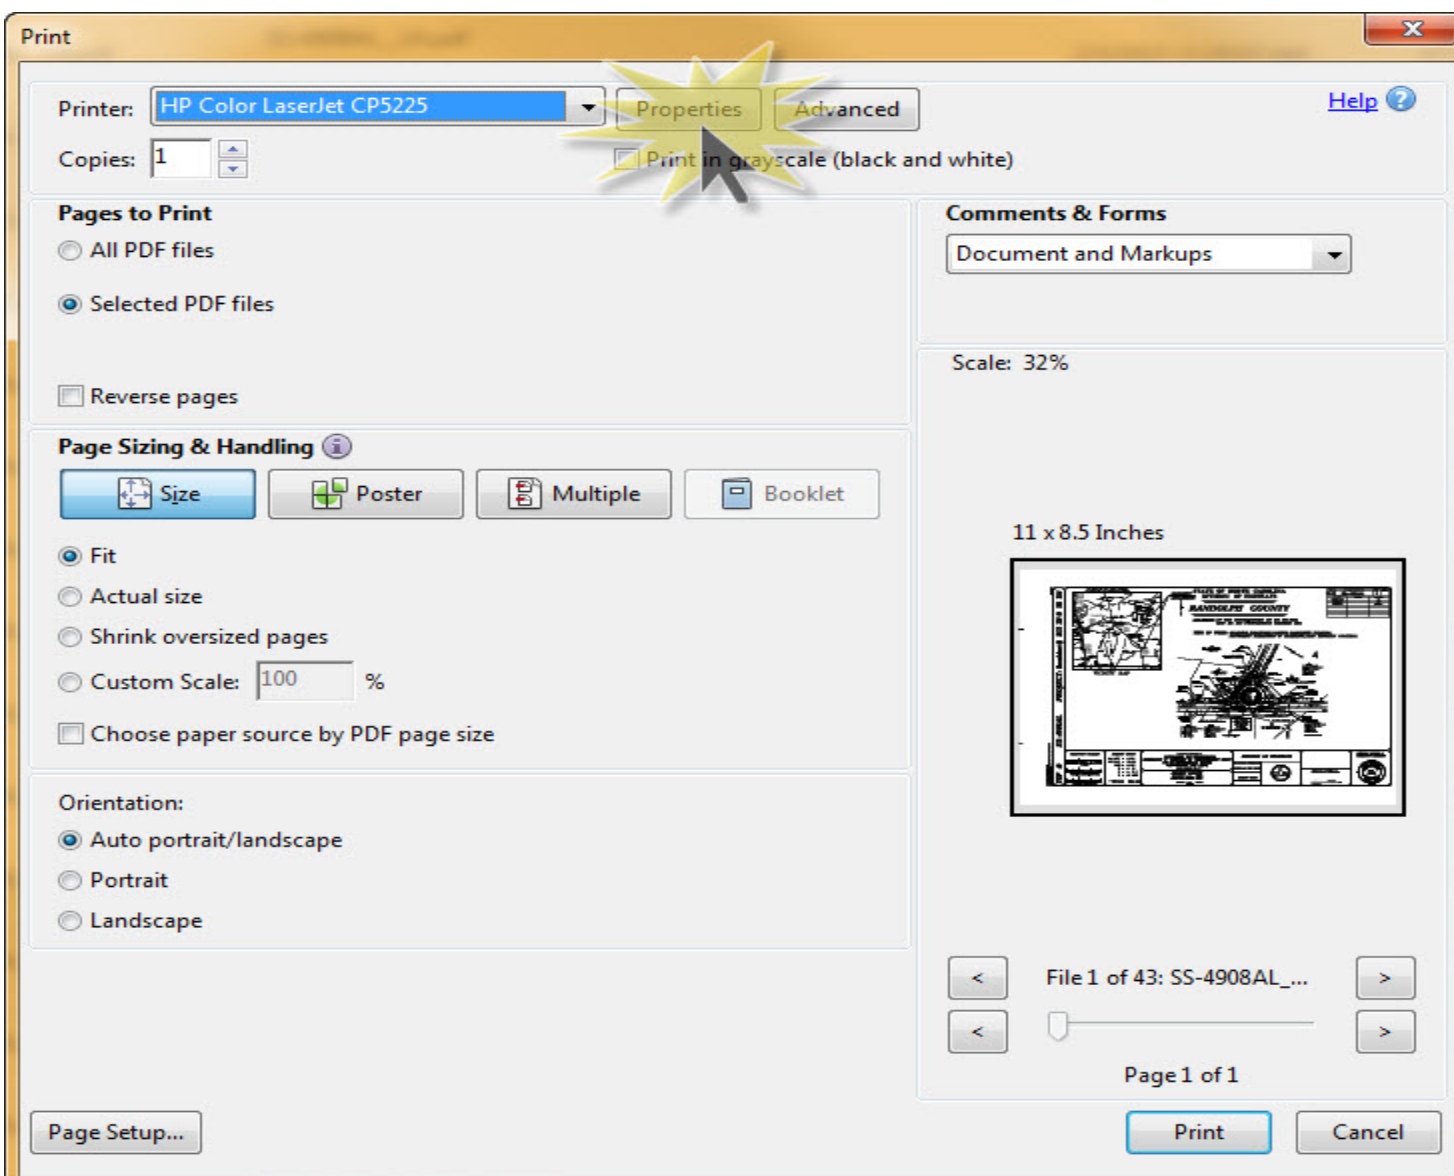 Print
Printer: HP Color LaserJet CP5225 Properties Advanced Help
Copies: 1 Print in grayscale (black and white)
Pages to Print
All PDF files
Selected PDF files
Reverse pages
Comments & Forms
Document and Markups
Page Sizing & Handling
Size Poster Multiple Booklet
Fit
Actual size
Shrink oversized pages
Custom Scale: 100 %
Choose paper source by PDF page size
Orientation:
Auto portrait/landscape
Portrait
Landscape
Scale: 32%
11 x 8.5 Inches
RANDOLPH COUNTY
< File 1 of 43: SS-4908AL_... >
< >
Page 1 of 1
Page Setup... Print Cancel